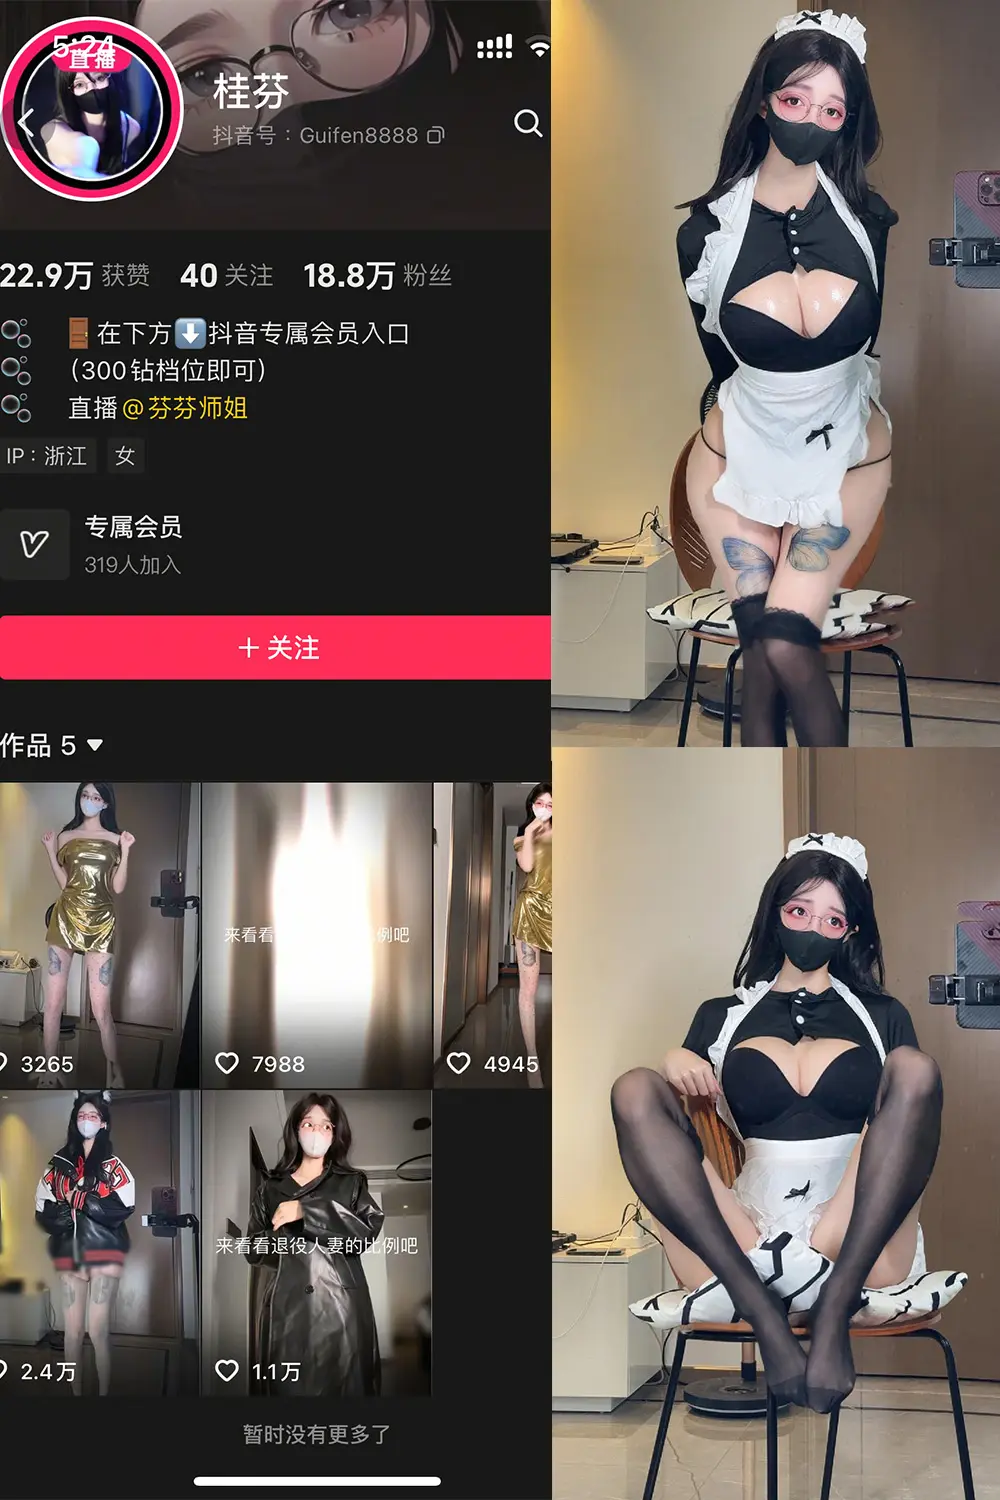 5:24
直播
桂芬
抖音号：Guifen8888
22.9万 获赞 40 关注 18.8万 粉丝
🚪在下方⬇️抖音专属会员入口
（300钻档位即可）
直播@芬芬师姐
IP：浙江 女
专属会员
319人加入
＋关注
作品 5
来看看 例吧
3265
7988
4945
来看看退役人妻的比例吧
2.4万
1.1万
暂时没有更多了